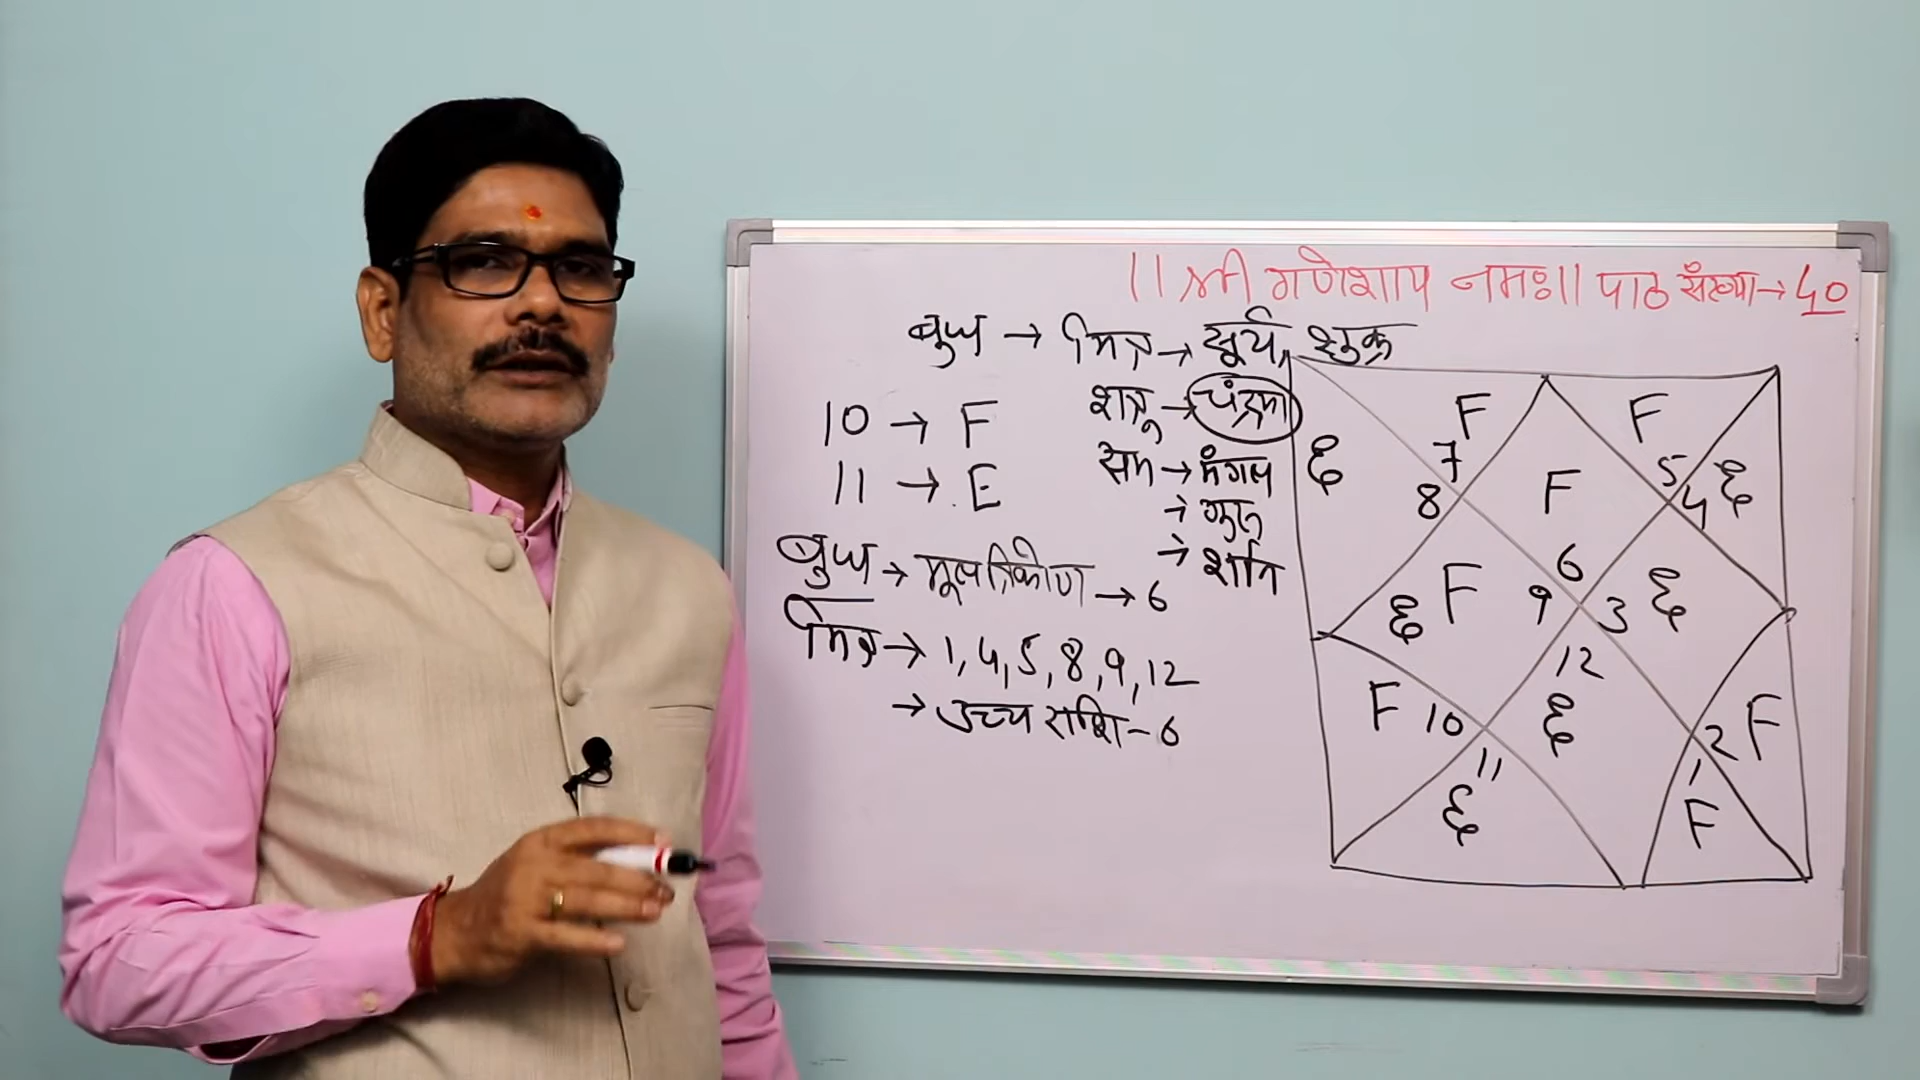 ॥ श्री गणेशाय नमः॥ पाठ संख्या → ५०
बुध → मित्र → सूर्य, शुक्र
शत्रू → चंद्रमा
सम → मंगल
→ गुरु
→ शनि
10 → F
11 → E
बुध → मूलत्रिकोण → 6
मित्र → 1, 4, 5, 8, 9, 12
→ उच्च राशि - 6
F F
ξ 7 5 ξ
8 F 4
6
ξ F 9 3 ξ
12
F 10 ξ 2 F
11 1
ξ F